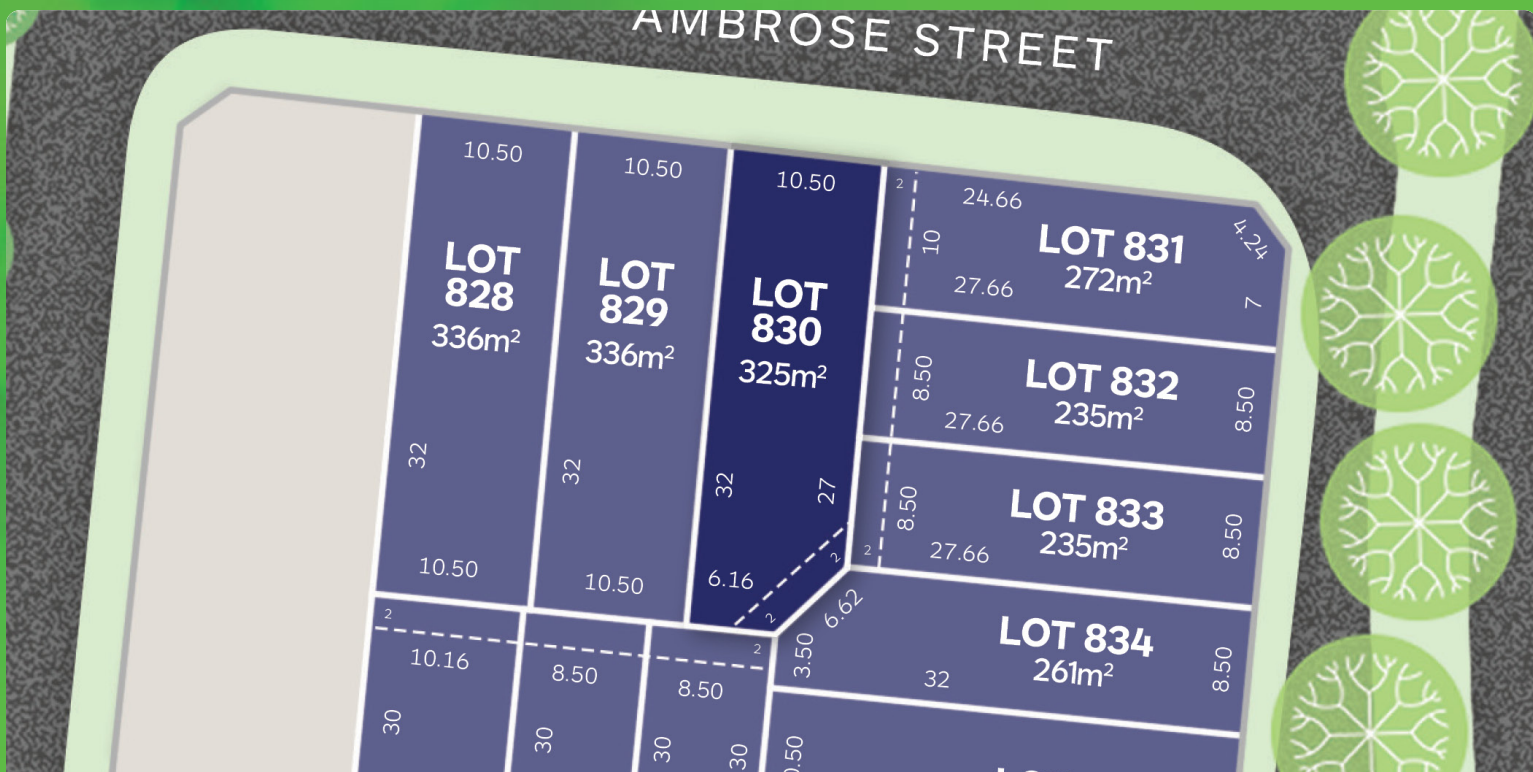 AMBROSE STREET
10.50
LOT
828
336m²
32
10.50
10.50
LOT
829
336m²
32
10.50
10.50
LOT
830
325m²
32
27
6.16
2
2
2
24.66
4.24
10
LOT 831
272m²
27.66
7
8.50
LOT 832
235m²
27.66
8.50
8.50
LOT 833
235m²
2
27.66
8.50
6.62
3.50
LOT 834
261m²
32
8.50
2
10.16
30
8.50
30
2
8.50
30
30